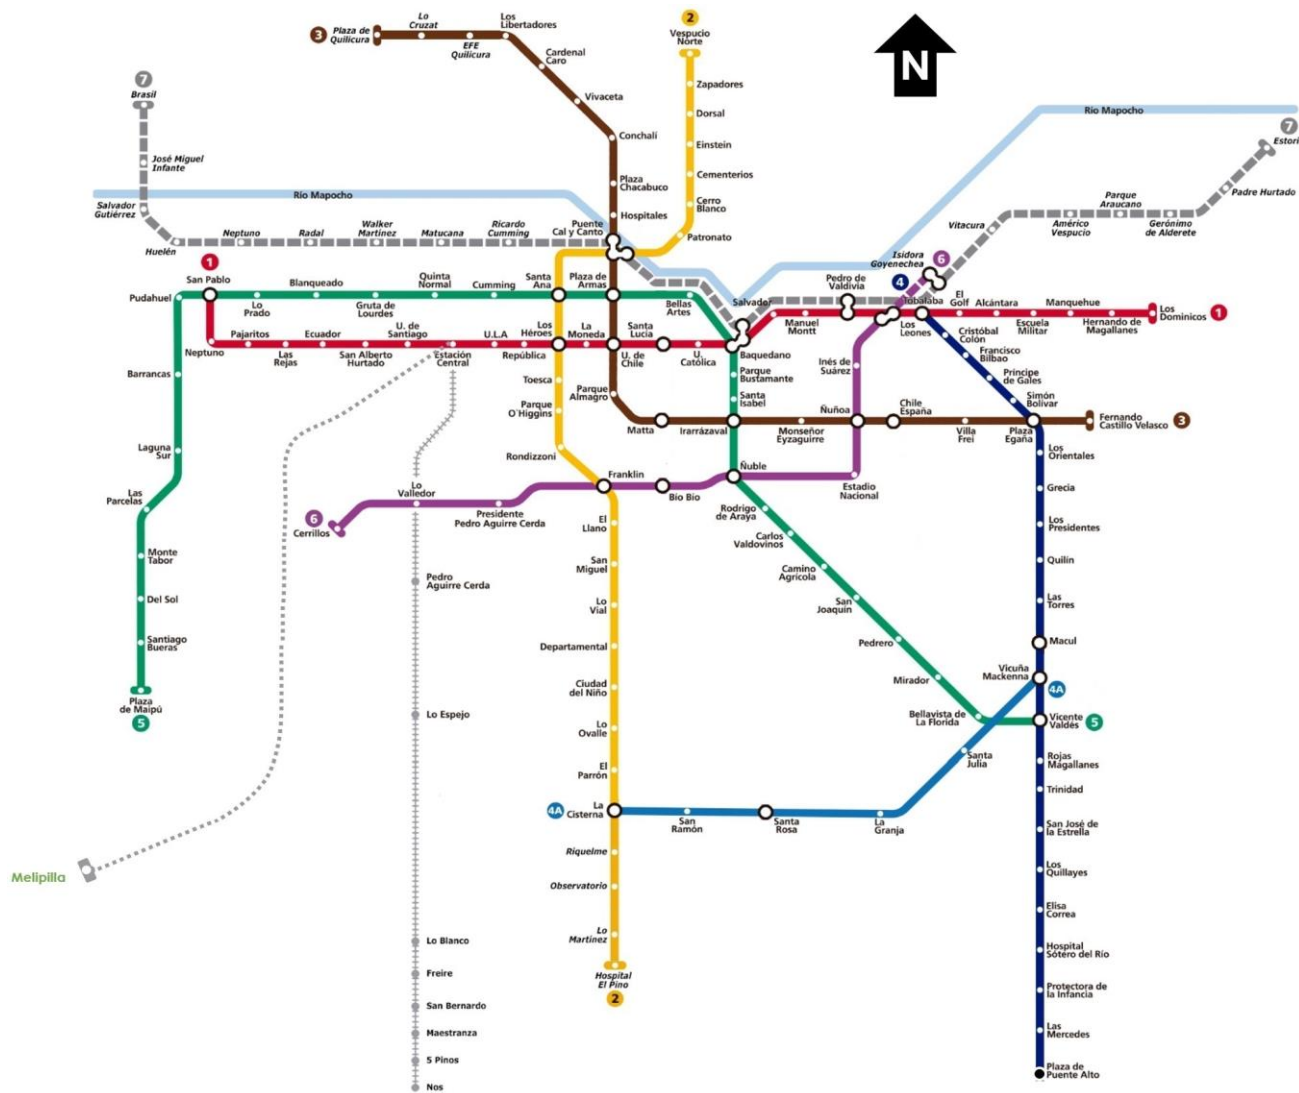 2
Vespucio
Norte
3
Plaza de
Quilicura
Lo
Cruzat
EFE
Quilicura
Los
Libertadores
Cardenal
Caro
Vivaceta
Conchalí
Plaza
Chacabuco
Hospitales
Puente
Cal y Canto
Zapadores
Dorsal
Einstein
Cementerios
Cerro
Blanco
Patronato
N
Río Mapocho
7
Estori
Padre Hurtado
Gerónimo
de Alderete
Parque
Araucano
Américo
Vespucio
Vitacura
Isidora
Goyenechea
6
4
7
Brasil
José Miguel
Infante
Salvador
Gutiérrez
Río Mapocho
Huelén
Neptuno
Radal
Walker
Martínez
Matucana
Ricardo
Cumming
1
San Pablo
Pudahuel
Lo
Prado
Blanqueado
Gruta de
Lourdes
Quinta
Normal
Cumming
Santa
Ana
Plaza de
Armas
Bellas
Artes
Salvador
Pedro de
Valdivia
Tobalaba
El
Golf
Alcántara
Escuela
Militar
Manquehue
Hernando de
Magallanes
Los
Dominicos
1
Neptuno
Pajaritos
Las
Rejas
Ecuador
San Alberto
Hurtado
U. de
Santiago
Estación
Central
U.L.A
República
Los
Héroes
La
Moneda
U. de
Chile
Santa
Lucía
U.
Católica
Baquedano
Manuel
Montt
Los
Leones
Cristóbal
Colón
Francisco
Bilbao
Príncipe
de Gales
Simón
Bolívar
Plaza
Egaña
Barrancas
Toesca
Parque
O'Higgins
Rondizzoni
Parque
Almagro
Matta
Irarrázaval
Parque
Bustamante
Santa
Isabel
Monseñor
Eyzaguirre
Inés de
Suárez
Ñuñoa
Chile
España
Villa
Frei
Fernando
Castillo Velasco
3
Laguna
Sur
Las
Parcelas
Monte
Tabor
Del Sol
Santiago
Bueras
Plaza
de Maipú
5
6
Cerrillos
Lo
Valledor
Presidente
Pedro Aguirre Cerda
Franklin
Bío Bío
Ñuble
Estadio
Nacional
Los
Orientales
Grecia
Los
Presidentes
Quilín
Las
Torres
Macul
Vicuña
Mackenna
4A
Vicente
Valdés
5
Rodrigo
de Araya
Carlos
Valdovinos
Camino
Agrícola
San
Joaquín
Pedrero
Mirador
Bellavista de
La Florida
Santa
Julia
El
Llano
San
Miguel
Lo
Vial
Departamental
Ciudad
del Niño
Lo
Ovalle
El
Parrón
4A
La
Cisterna
San
Ramón
Santa
Rosa
La
Granja
Riquelme
Observatorio
Lo
Martínez
Hospital
El Pino
2
Pedro
Aguirre Cerda
Lo Espejo
Lo Blanco
Freire
San Bernardo
Maestranza
5 Pinos
Nos
Melipilla
Rojas
Magallanes
Trinidad
San José de
la Estrella
Los
Quillayes
Elisa
Correa
Hospital
Sótero del Río
Protectora de
la Infancia
Las
Mercedes
Plaza de
Puente Alto